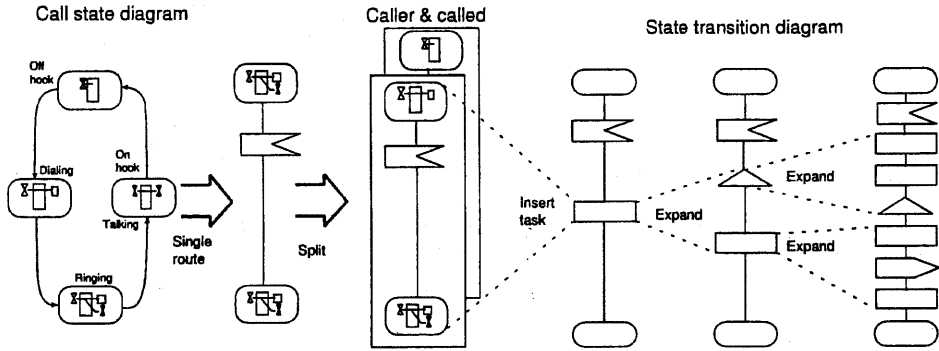 Call state diagram
Caller & called
State transition diagram
Off
hook
On
hook
Dialing
Talking
Ringing
Single
route
Split
Insert
task
Expand
Expand
Expand